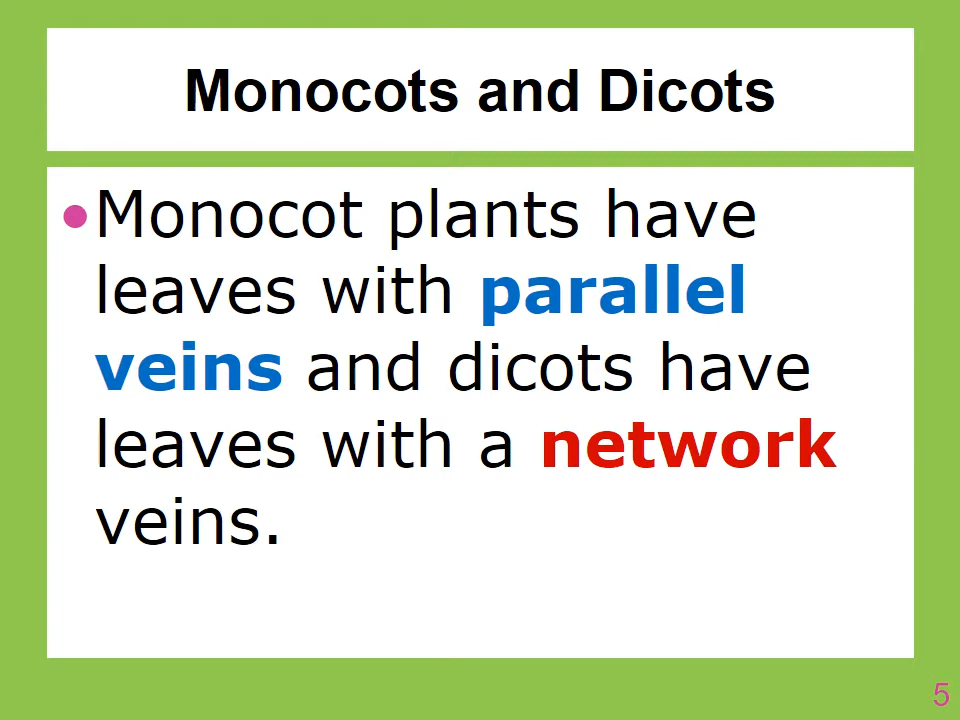 Monocots and Dicots
•Monocot plants have
leaves with parallel
veins and dicots have
leaves with a network
veins.
5